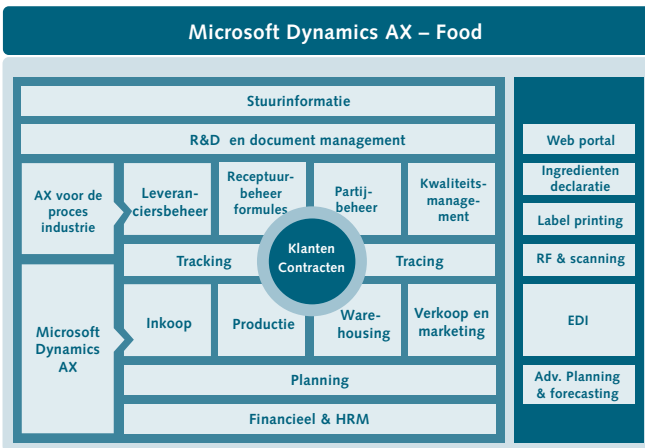 Microsoft Dynamics AX – Food
Stuurinformatie
R&D en document management
AX voor de
proces
industrie
Leveran-
ciersbeheer
Receptuur-
beheer
formules
Partij-
beheer
Kwaliteits-
manage-
ment
Klanten
Contracten
Tracking
Tracing
Microsoft
Dynamics
AX
Inkoop
Productie
Ware-
housing
Verkoop en
marketing
Planning
Financieel & HRM
Web portal
Ingredienten
declaratie
Label printing
RF & scanning
EDI
Adv. Planning
& forecasting